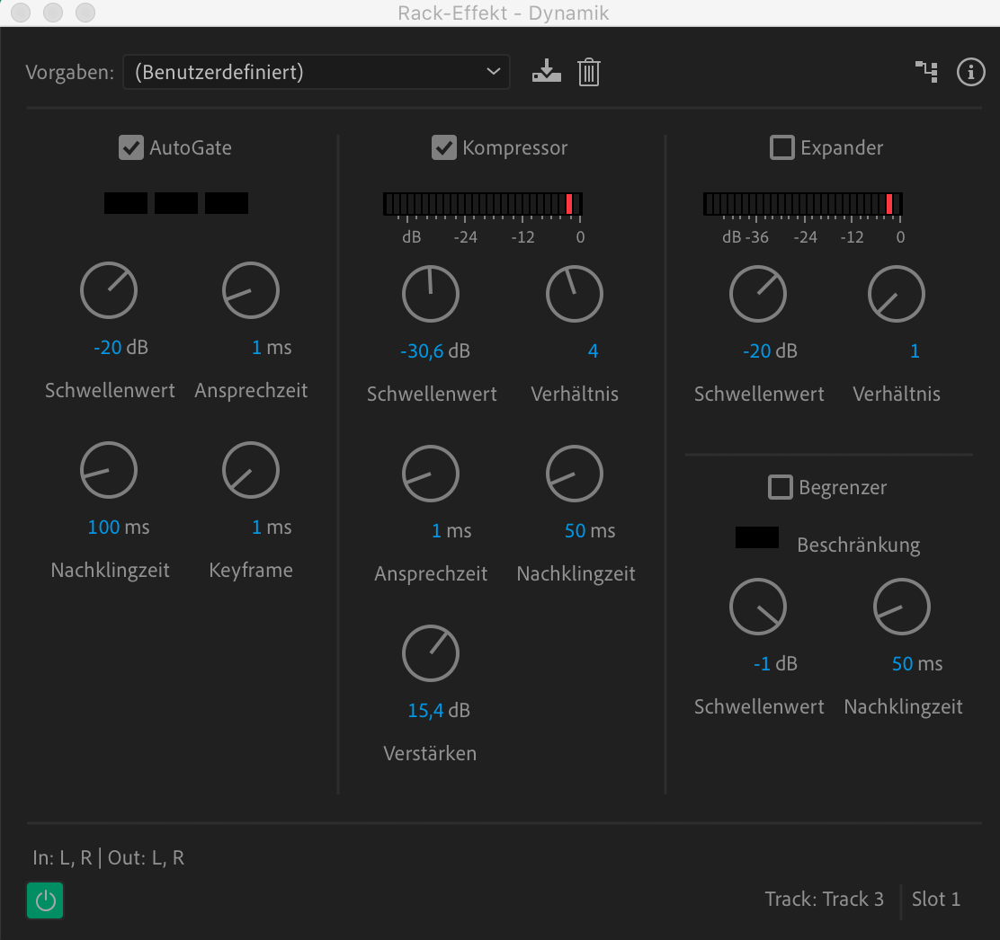 Rack-Effekt - Dynamik
Vorgaben: (Benutzerdefiniert)
AutoGate
-20 dB 1 ms
Schwellenwert Ansprechzeit
100 ms 1 ms
Nachklingzeit Keyframe
Kompressor
dB -24 -12 0
-30,6 dB 4
Schwellenwert Verhältnis
1 ms 50 ms
Ansprechzeit Nachklingzeit
15,4 dB
Verstärken
Expander
dB -36 -24 -12 0
-20 dB 1
Schwellenwert Verhältnis
Begrenzer
Beschränkung
-1 dB 50 ms
Schwellenwert Nachklingzeit
In: L, R | Out: L, R
Track: Track 3 Slot 1